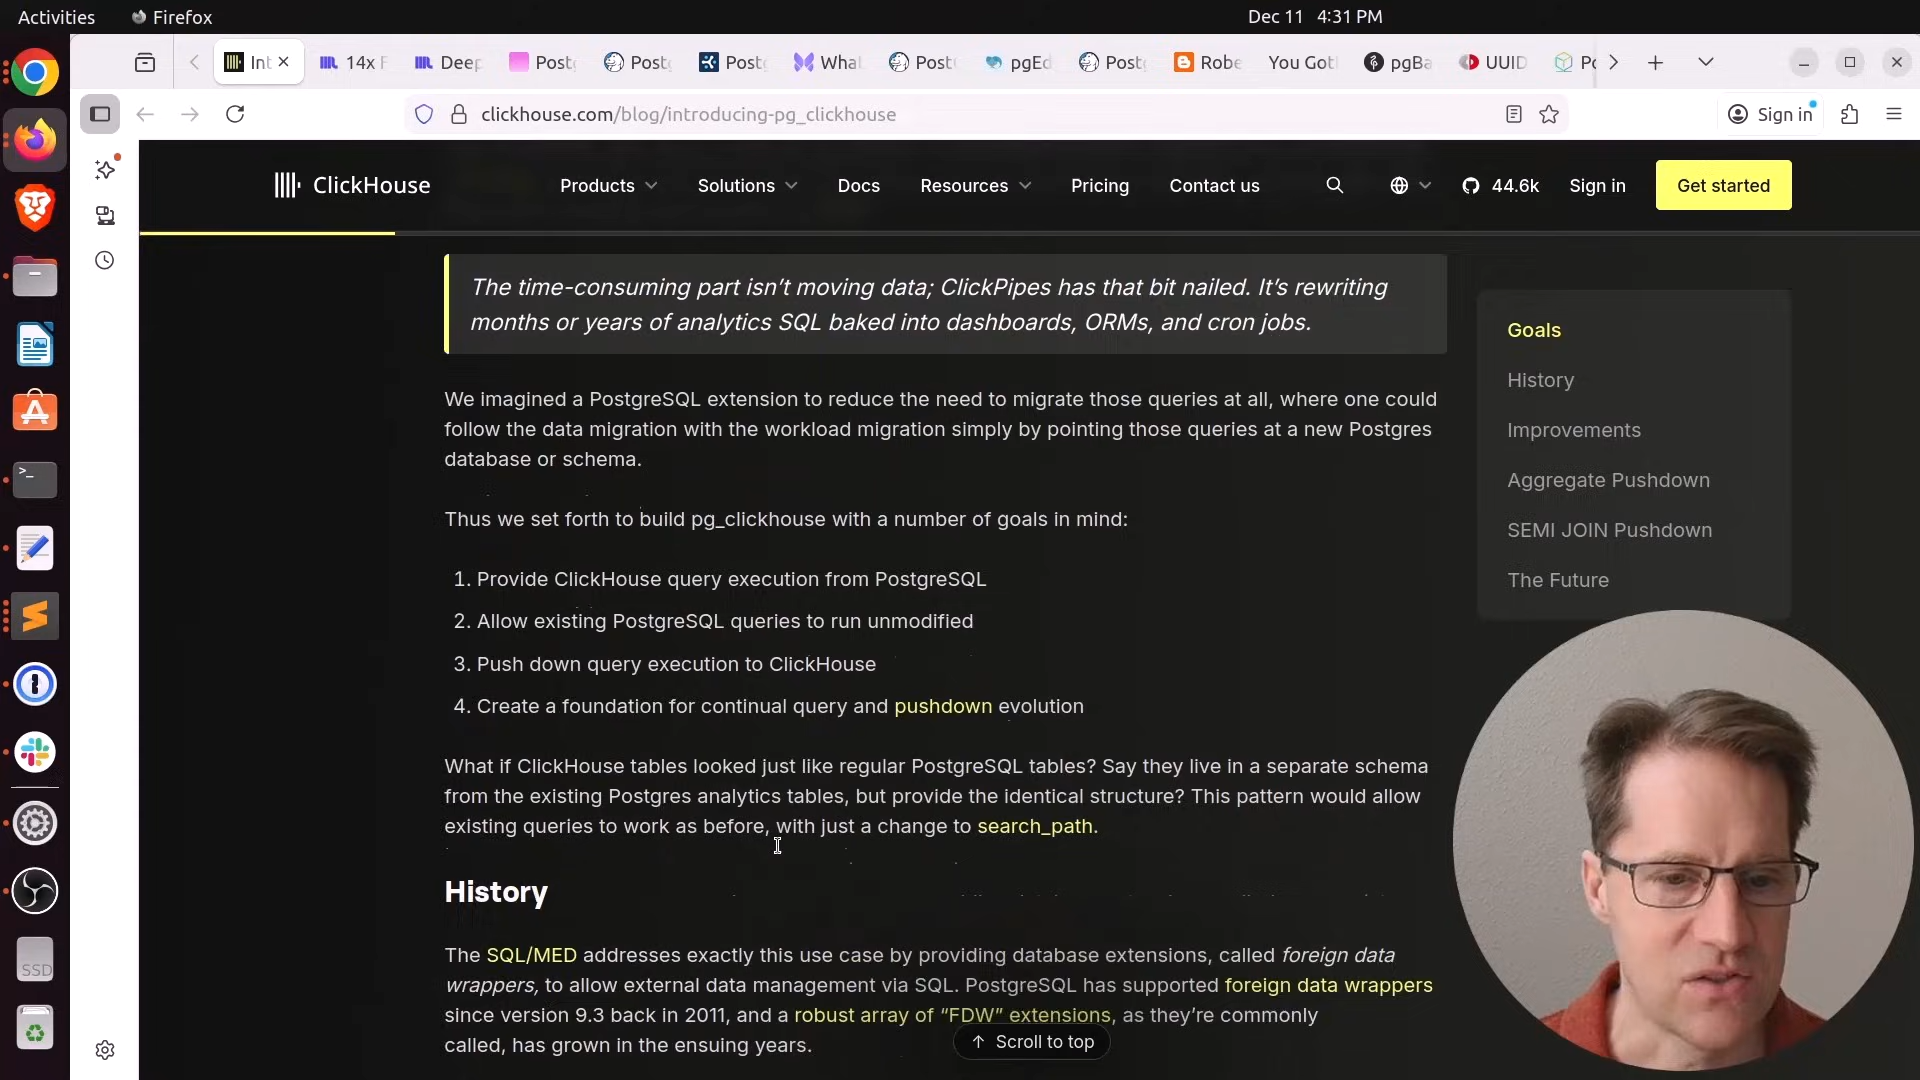 Activities
Firefox
Dec 11 4:31 PM
Int
14x F
Deep
Post
Post
Post
What
Post
pgEd
Post
Robe
You Got
pgBa
UUID
Po
clickhouse.com/blog/introducing-pg_clickhouse
Sign in
ClickHouse
Products
Solutions
Docs
Resources
Pricing
Contact us
44.6k
Sign in
Get started
The time-consuming part isn’t moving data; ClickPipes has that bit nailed. It’s rewriting
months or years of analytics SQL baked into dashboards, ORMs, and cron jobs.
We imagined a PostgreSQL extension to reduce the need to migrate those queries at all, where one could
follow the data migration with the workload migration simply by pointing those queries at a new Postgres
database or schema.
Thus we set forth to build pg_clickhouse with a number of goals in mind:
1. Provide ClickHouse query execution from PostgreSQL
2. Allow existing PostgreSQL queries to run unmodified
3. Push down query execution to ClickHouse
4. Create a foundation for continual query and pushdown evolution
What if ClickHouse tables looked just like regular PostgreSQL tables? Say they live in a separate schema
from the existing Postgres analytics tables, but provide the identical structure? This pattern would allow
existing queries to work as before, with just a change to search_path.
History
The SQL/MED addresses exactly this use case by providing database extensions, called foreign data
wrappers, to allow external data management via SQL. PostgreSQL has supported foreign data wrappers
since version 9.3 back in 2011, and a robust array of “FDW” extensions, as they’re commonly
called, has grown in the ensuing years.
Scroll to top
Goals
History
Improvements
Aggregate Pushdown
SEMI JOIN Pushdown
The Future
SSD